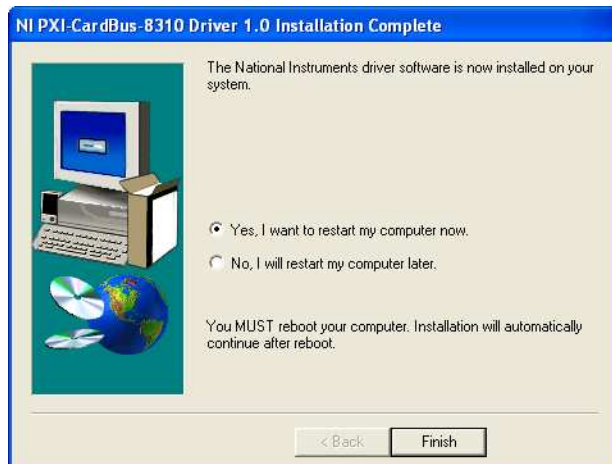 NI PXI-CardBus-8310 Driver 1.0 Installation Complete
The National Instruments driver software is now installed on your
system.
Yes, I want to restart my computer now.
No, I will restart my computer later.
You MUST reboot your computer. Installation will automatically
continue after reboot.
< Back
Finish